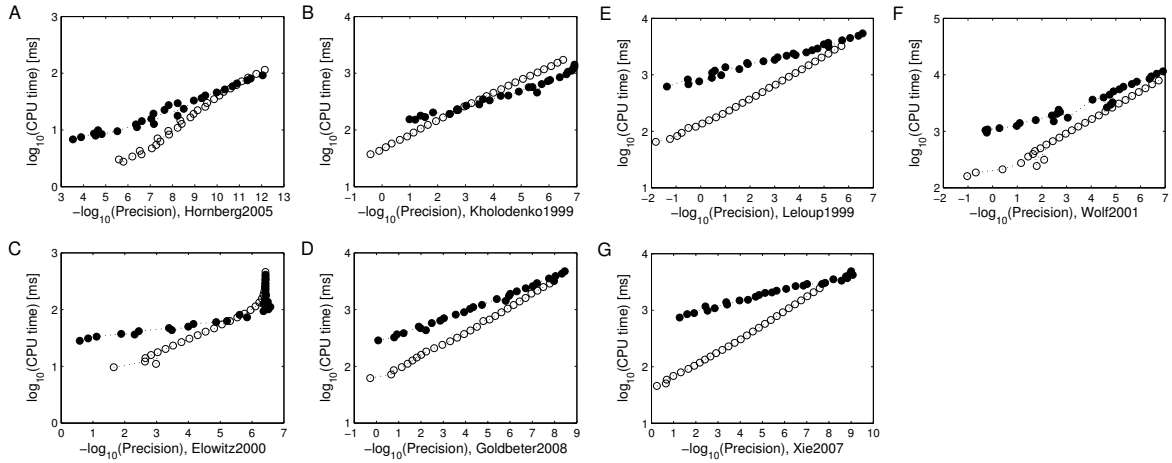 A
log10(CPU time) [ms]
3
2
1
0
3 4 5 6 7 8 9 10 11 12 13
−log10(Precision), Hornberg2005
B
log10(CPU time) [ms]
4
3
2
1
−1 0 1 2 3 4 5 6 7
−log10(Precision), Kholodenko1999
E
log10(CPU time) [ms]
4
3
2
1
−2 −1 0 1 2 3 4 5 6 7
−log10(Precision), Leloup1999
F
log10(CPU time) [ms]
5
4
3
2
−2 −1 0 1 2 3 4 5 6 7
−log10(Precision), Wolf2001
C
log10(CPU time) [ms]
3
2
1
0
0 1 2 3 4 5 6 7
−log10(Precision), Elowitz2000
D
log10(CPU time) [ms]
4
3
2
1
−1 0 1 2 3 4 5 6 7 8 9
−log10(Precision), Goldbeter2008
G
log10(CPU time) [ms]
4
3
2
1
0 1 2 3 4 5 6 7 8 9 10
−log10(Precision), Xie2007